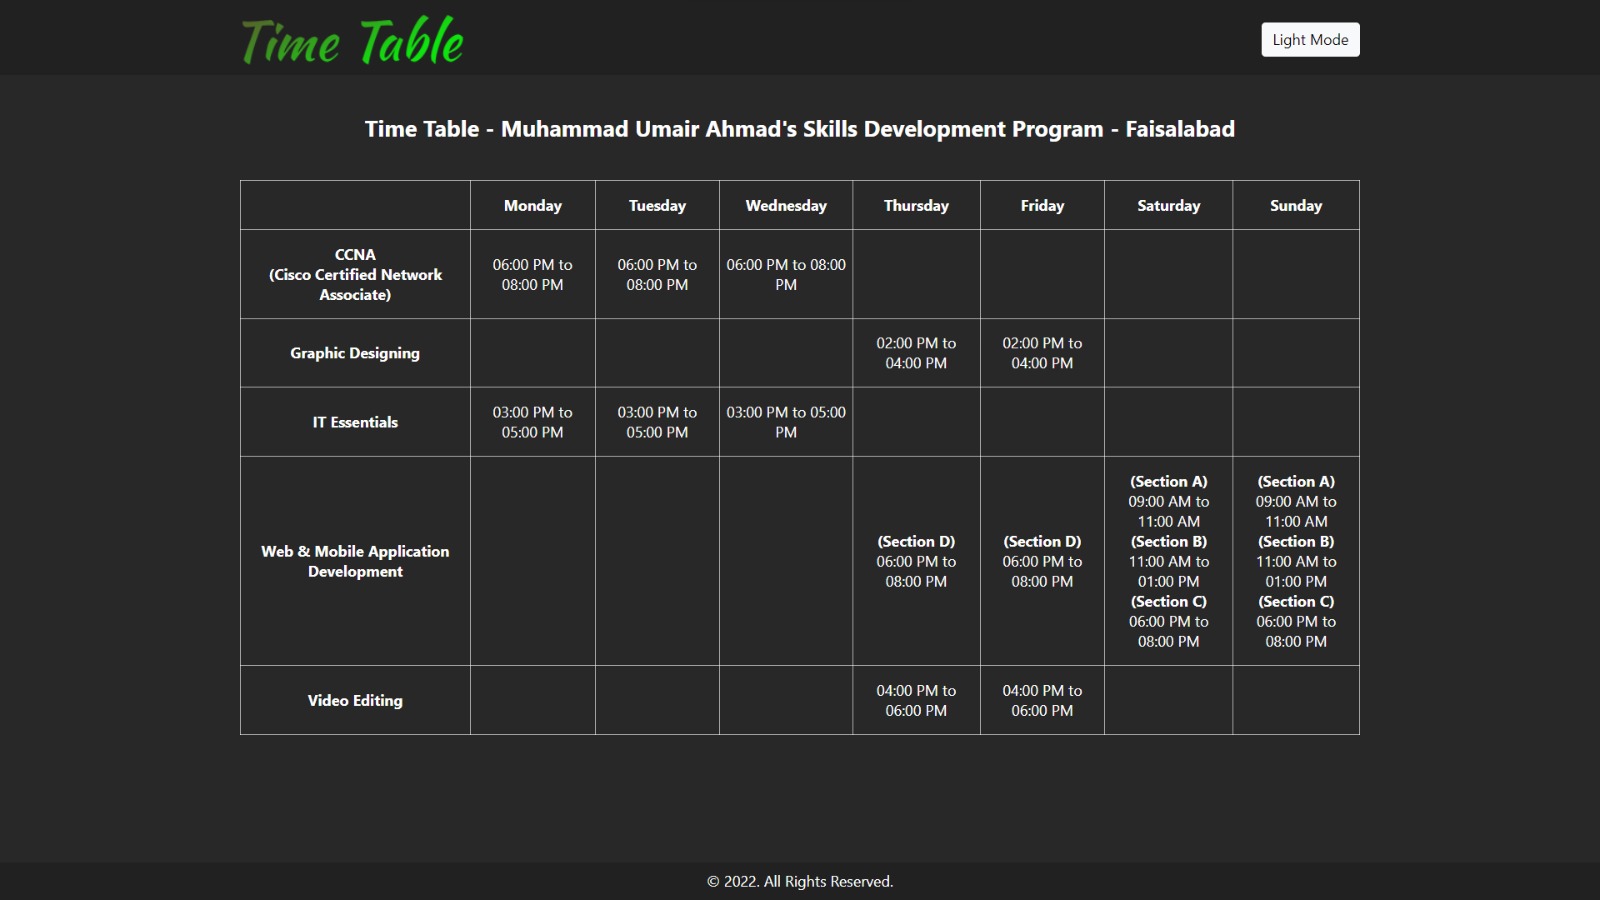 Time Table
Light Mode
Time Table - Muhammad Umair Ahmad's Skills Development Program - Faisalabad
Monday
Tuesday
Wednesday
Thursday
Friday
Saturday
Sunday
CCNA
(Cisco Certified Network
Associate)
06:00 PM to
08:00 PM
06:00 PM to
08:00 PM
06:00 PM to 08:00
PM
Graphic Designing
02:00 PM to
04:00 PM
02:00 PM to
04:00 PM
IT Essentials
03:00 PM to
05:00 PM
03:00 PM to
05:00 PM
03:00 PM to 05:00
PM
Web & Mobile Application
Development
(Section D)
06:00 PM to
08:00 PM
(Section D)
06:00 PM to
08:00 PM
(Section A)
09:00 AM to
11:00 AM
(Section B)
11:00 AM to
01:00 PM
(Section C)
06:00 PM to
08:00 PM
(Section A)
09:00 AM to
11:00 AM
(Section B)
11:00 AM to
01:00 PM
(Section C)
06:00 PM to
08:00 PM
Video Editing
04:00 PM to
06:00 PM
04:00 PM to
06:00 PM
© 2022. All Rights Reserved.